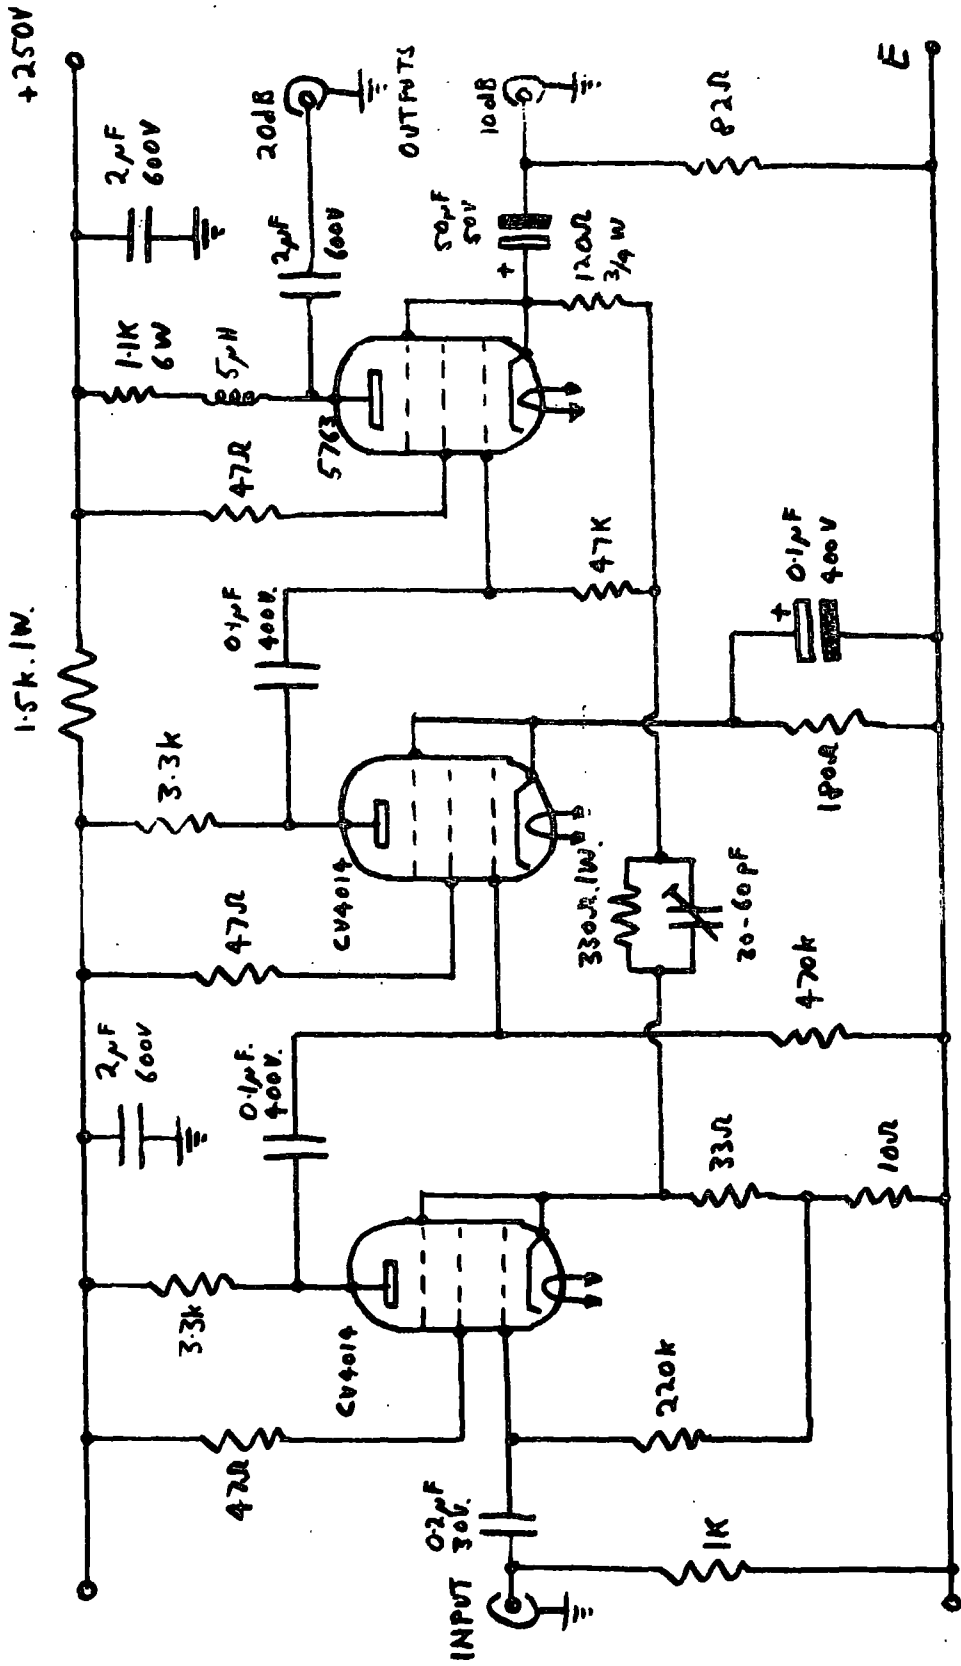 +250V
1.5k.1W.
2µF
600V
2µF
600V
1.1K
6W
5µH
20dB
2µF
600V
OUTPUTS
10dB
50µF
50V
+
120Ω
3/4 W
82Ω
E
5763
47Ω
0.1µF
400V.
47K
3.3k
CV4014
47Ω
0.1µF
400V
+
180Ω
330Ω.1W.
20-60pF
470k
0.1µF.
400V.
3.3k
CV4014
47Ω
33Ω
10Ω
220k
0.2µF
30V.
1K
INPUT